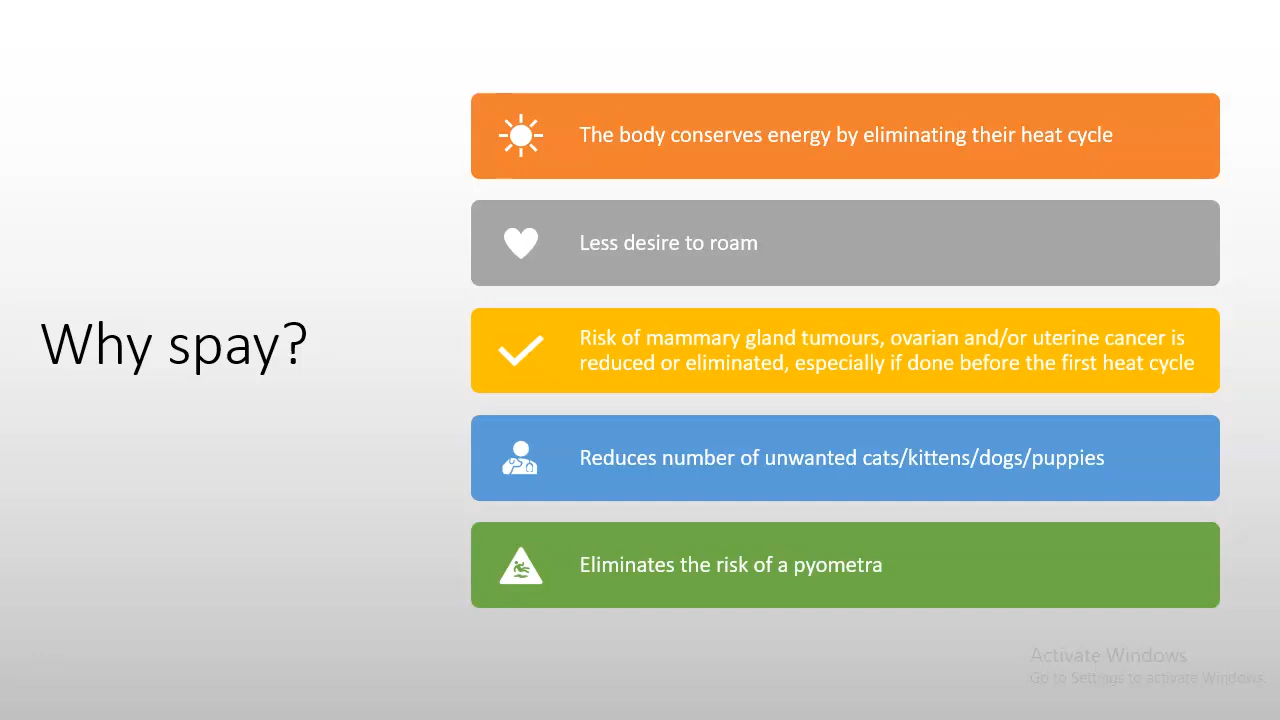 Why spay?
The body conserves energy by eliminating their heat cycle
Less desire to roam
Risk of mammary gland tumours, ovarian and/or uterine cancer is
reduced or eliminated, especially if done before the first heat cycle
Reduces number of unwanted cats/kittens/dogs/puppies
Eliminates the risk of a pyometra
Activate Windows
Go to Settings to activate Windows.